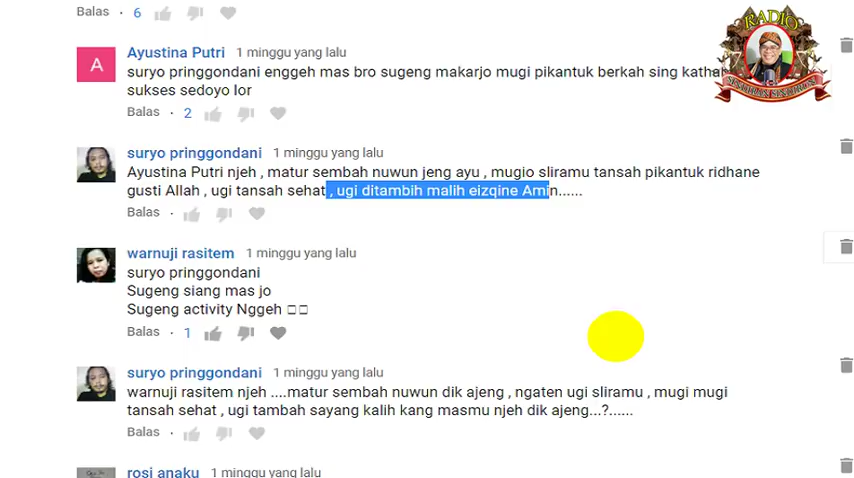 Balas · 6
Ayustina Putri 1 minggu yang lalu
suryo pringgondani enggeh mas bro sugeng makarjo mugi pikantuk berkah sing
sukses sedoyo lor
Balas · 2
suryo pringgondani 1 minggu yang lalu
Ayustina Putri njeh , matur sembah nuwun jeng ayu , mugio sliramu tansah pikantuk ridhane
gusti Allah , ugi tansah sehat , ugi ditambih malih eizqine Amin......
Balas
warnuji rasitem 1 minggu yang lalu
suryo pringgondani
Sugeng siang mas jo
Sugeng activity Nggeh
Balas · 1
suryo pringgondani 1 minggu yang lalu
warnuji rasitem njeh ....matur sembah nuwun dik ajeng , ngaten ugi sliramu , mugi mugi
tansah sehat , ugi tambah sayang kalih kang masmu njeh dik ajeng...?......
Balas
rosi anaku 1 minggu yang lalu
RADIO
A